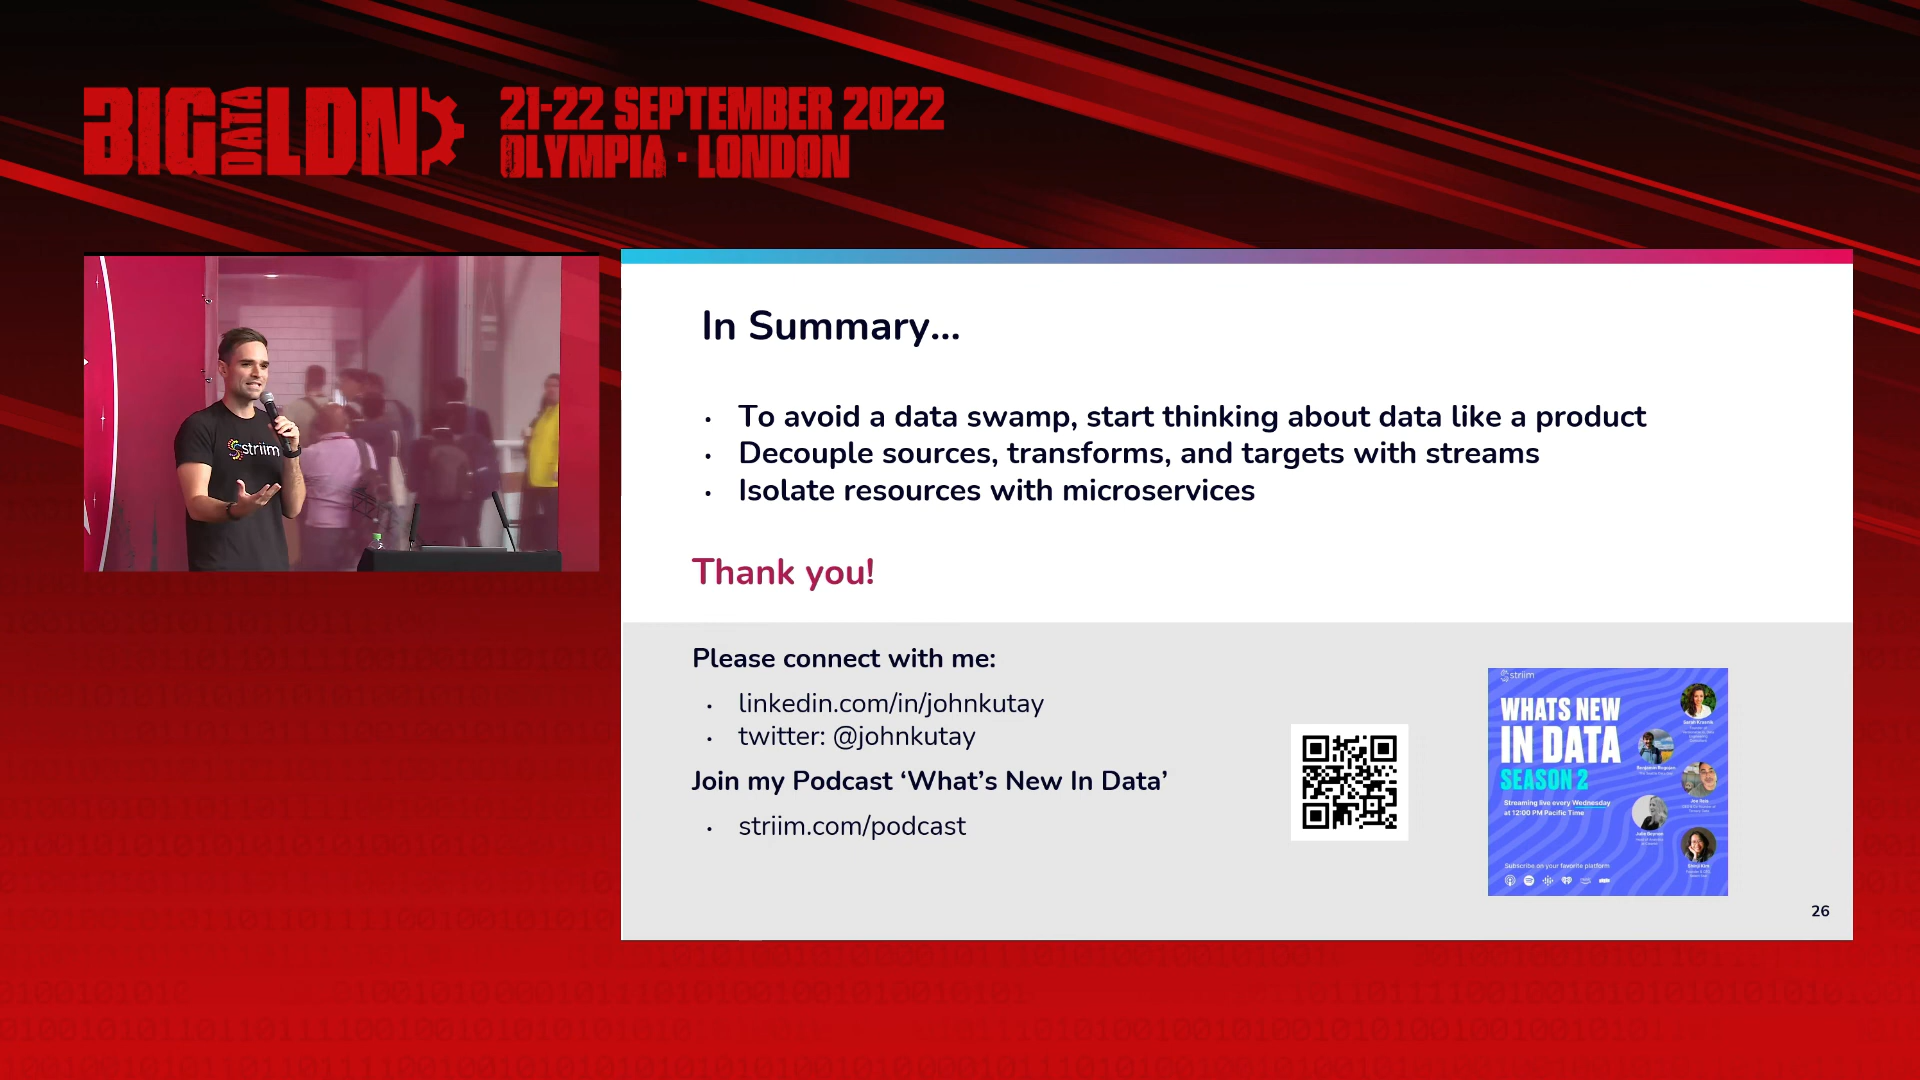 BIG DATA LDN
21-22 SEPTEMBER 2022
OLYMPIA · LONDON
striim
In Summary...
• To avoid a data swamp, start thinking about data like a product
• Decouple sources, transforms, and targets with streams
• Isolate resources with microservices
Thank you!
Please connect with me:
• linkedin.com/in/johnkutay
• twitter: @johnkutay
Join my Podcast ‘What’s New In Data’
• striim.com/podcast
striim
WHATS NEW
IN DATA
SEASON 2
Streaming live every Wednesday
at 12:00 PM Pacific Time
Subscribe on your favorite platform
26